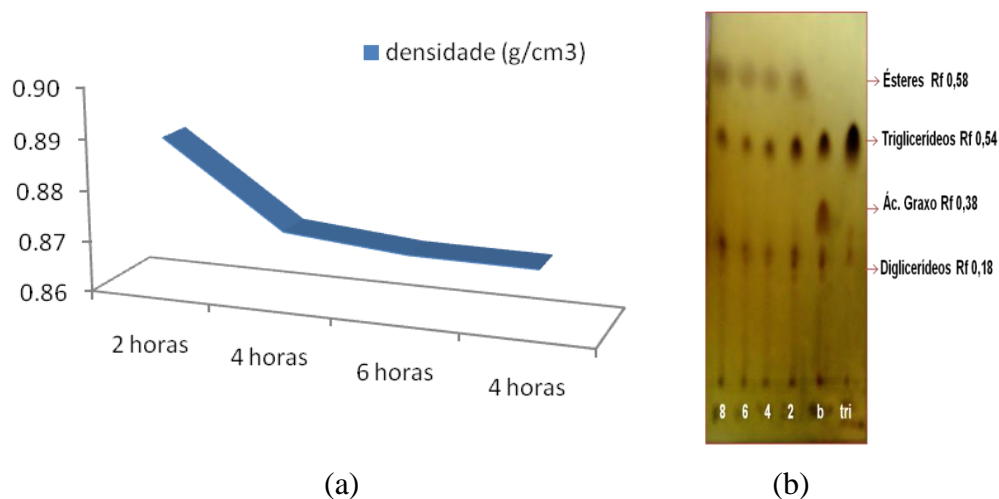 densidade (g/cm3)
0.90
0.89
0.88
0.87
0.86
2 horas
4 horas
6 horas
4 horas
(a)
Ésteres Rf 0,58
Triglicerídeos Rf 0,54
Ác. Graxo Rf 0,38
Diglicerídeos Rf 0,18
8 6 4 2 b tri
(b)